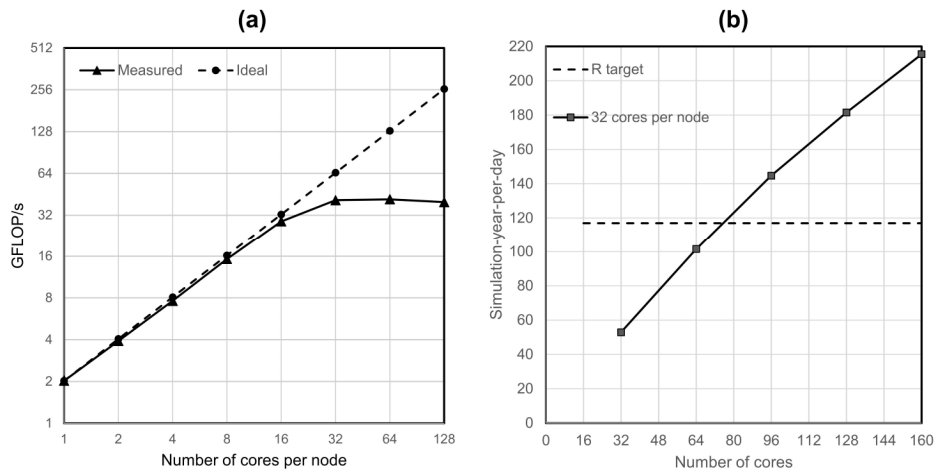 (a)
512
256
128
64
32
16
8
4
2
1
GFLOP/s
Measured
Ideal
1 2 4 8 16 32 64 128
Number of cores per node
(b)
220
200
180
160
140
120
100
80
60
40
20
0
Simulation-year-per-day
R target
32 cores per node
0 16 32 48 64 80 96 112 128 144 160
Number of cores